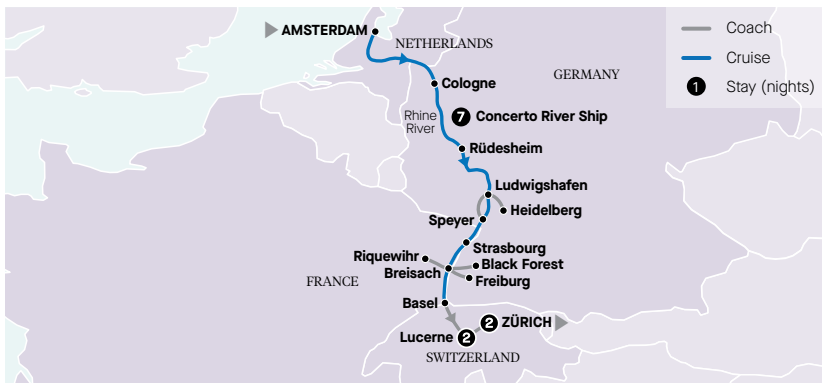 AMSTERDAM
NETHERLANDS
Coach
Cruise
1 Stay (nights)
GERMANY
Cologne
Rhine
River
7 Concerto River Ship
Rüdesheim
Ludwigshafen
Heidelberg
Speyer
Strasbourg
Riquewihr
Black Forest
Breisach
Freiburg
FRANCE
Basel
2 ZÜRICH
Lucerne 2
SWITZERLAND